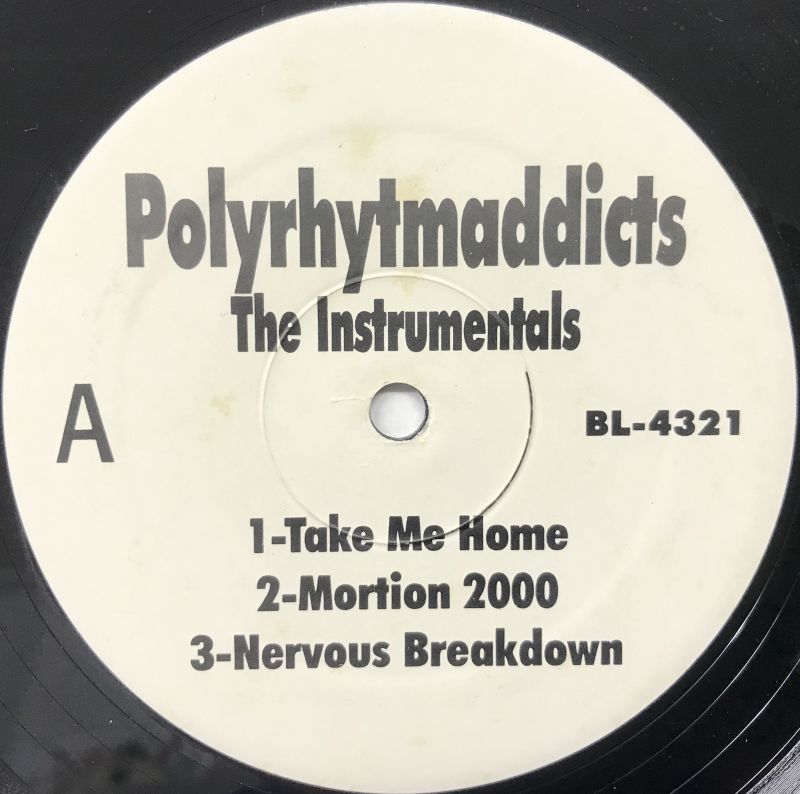 Polyrhytmaddicts
The Instrumentals
A
BL-4321
1-Take Me Home
2-Mortion 2000
3-Nervous Breakdown